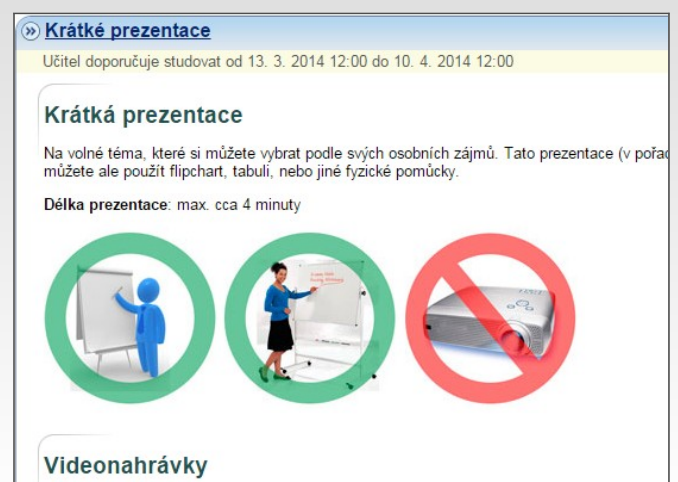 Krátké prezentace
Učitel doporučuje studovat od 13. 3. 2014 12:00 do 10. 4. 2014 12:00
Krátká prezentace
Na volné téma, které si můžete vybrat podle svých osobních zájmů. Tato prezentace (v pořad
můžete ale použít flipchart, tabuli, nebo jiné fyzické pomůcky.
Délka prezentace: max. cca 4 minuty
Videonahrávky